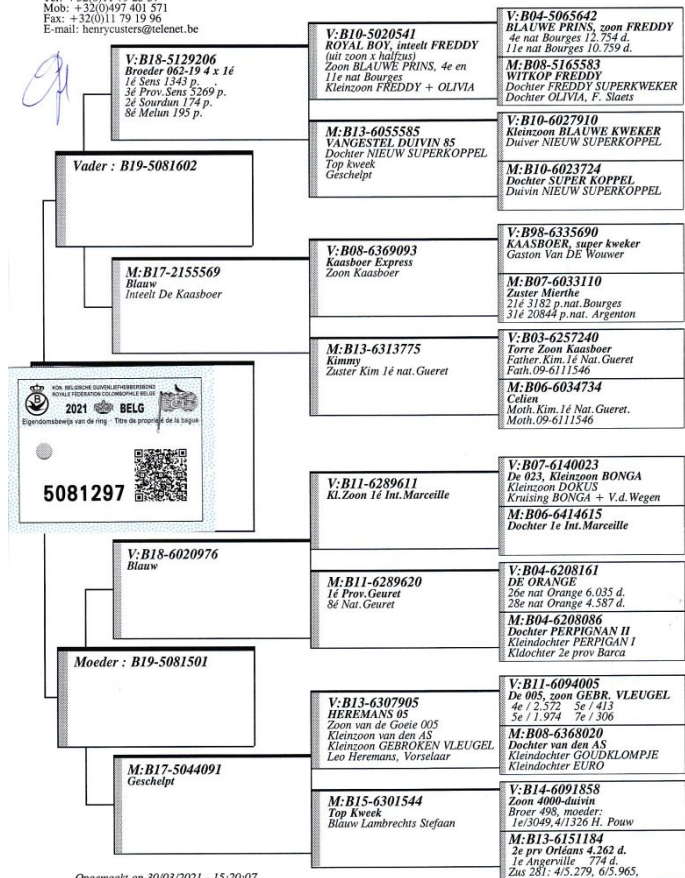 Mob: +32(0)497 401 571
Fax: +32(0)11 79 19 96
E-mail: henrycusters@telenet.be
V:B18-5129206
Broeder 062-19 4 x 1é
1é Sens 1343 p.
3é Prov.Sens 5269 p.
2é Sourdun 174 p.
8é Melun 195 p.
Vader : B19-5081602
M:B17-2155569
Blauw
Inteelt De Kaasboer
KON. BELGISCHE DUIVENLIEFHEBBERSBOND
ROYALE FÉDÉRATION COLOMBOPHILE BELGE
2021 BELG
Eigendomsbewijs van de ring - Titre de propriété de la bague
5081297
V:B18-6020976
Blauw
Moeder : B19-5081501
M:B17-5044091
Geschelpt
V:B10-5020541
ROYAL BOY, inteelt FREDDY
(uit zoon x halfzus)
Zoon BLAUWE PRINS, 4e en
11e nat Bourges
Kleinzoon FREDDY + OLIVIA
M:B13-6055585
VANGESTEL DUIVIN 85
Dochter NIEUW SUPERKOPPEL
Top kweek
Geschelpt
V:B08-6369093
Kaasboer Express
Zoon Kaasboer
M:B13-6313775
Kimmy
Zuster Kim 1é nat.Gueret
V:B11-6289611
Kl.Zoon 1é Int.Marceille
M:B11-6289620
1é Prov.Geuret
8é Nat.Geuret
V:B13-6307905
HEREMANS 05
Zoon van de Goeie 005
Kleinzoon van den AS
Kleinzoon GEBROKEN VLEUGEL
Leo Heremans, Vorselaar
M:B15-6301544
Top Kweek
Blauw Lambrechts Stefaan
V:B04-5065642
BLAUWE PRINS, zoon FREDDY
4e nat Bourges 12.754 d.
11e nat Bourges 10.759 d.
M:B08-5165583
WITKOP FREDDY
Dochter FREDDY SUPERKWEKER
Dochter OLIVIA, F. Slaets
V:B10-6027910
Kleinzoon BLAUWE KWEKER
Duiver NIEUW SUPERKOPPEL
M:B10-6023724
Dochter SUPER KOPPEL
Duivin NIEUW SUPERKOPPEL
V:B98-6335690
KAASBOER, super kweker
Gaston Van DE Wouwer
M:B07-6033110
Zuster Mierthe
21é 3182 p.nat.Bourges
31é 20844 p.nat. Argenton
V:B03-6257240
Torre Zoon Kaasboer
Father.Kim.1é Nat.Gueret
Fath.09-6111546
M:B06-6034734
Celien
Moth.Kim.1é Nat.Gueret.
Moth.09-6111546
V:B07-6140023
De 023, Kleinzoon BONGA
Kleinzoon DOKUS
Kruising BONGA + V.d.Wegen
M:B06-6414615
Dochter 1e Int.Marceille
V:B04-6208161
DE ORANGE
26e nat Orange 6.035 d.
28e nat Orange 4.587 d.
M:B04-6208086
Dochter PERPIGNAN II
Kleindochter PERPIGAN I
Kldochter 2e prov Barca
V:B11-6094005
De 005, zoon GEBR. VLEUGEL
4e / 2.572 5e / 413
5e / 1.974 7e / 306
M:B08-6368020
Dochter van den AS
Kleindochter GOUDKLOMPJE
Kleindochter EURO
V:B14-6091858
Zoon 4000-duivin
Broer 498, moeder:
1e/3049,4/1326 H. Pouw
M:B13-6151184
2e prv Orléans 4.262 d.
1e Angerville 774 d.
Zus 281: 4/5.279, 6/5.965,